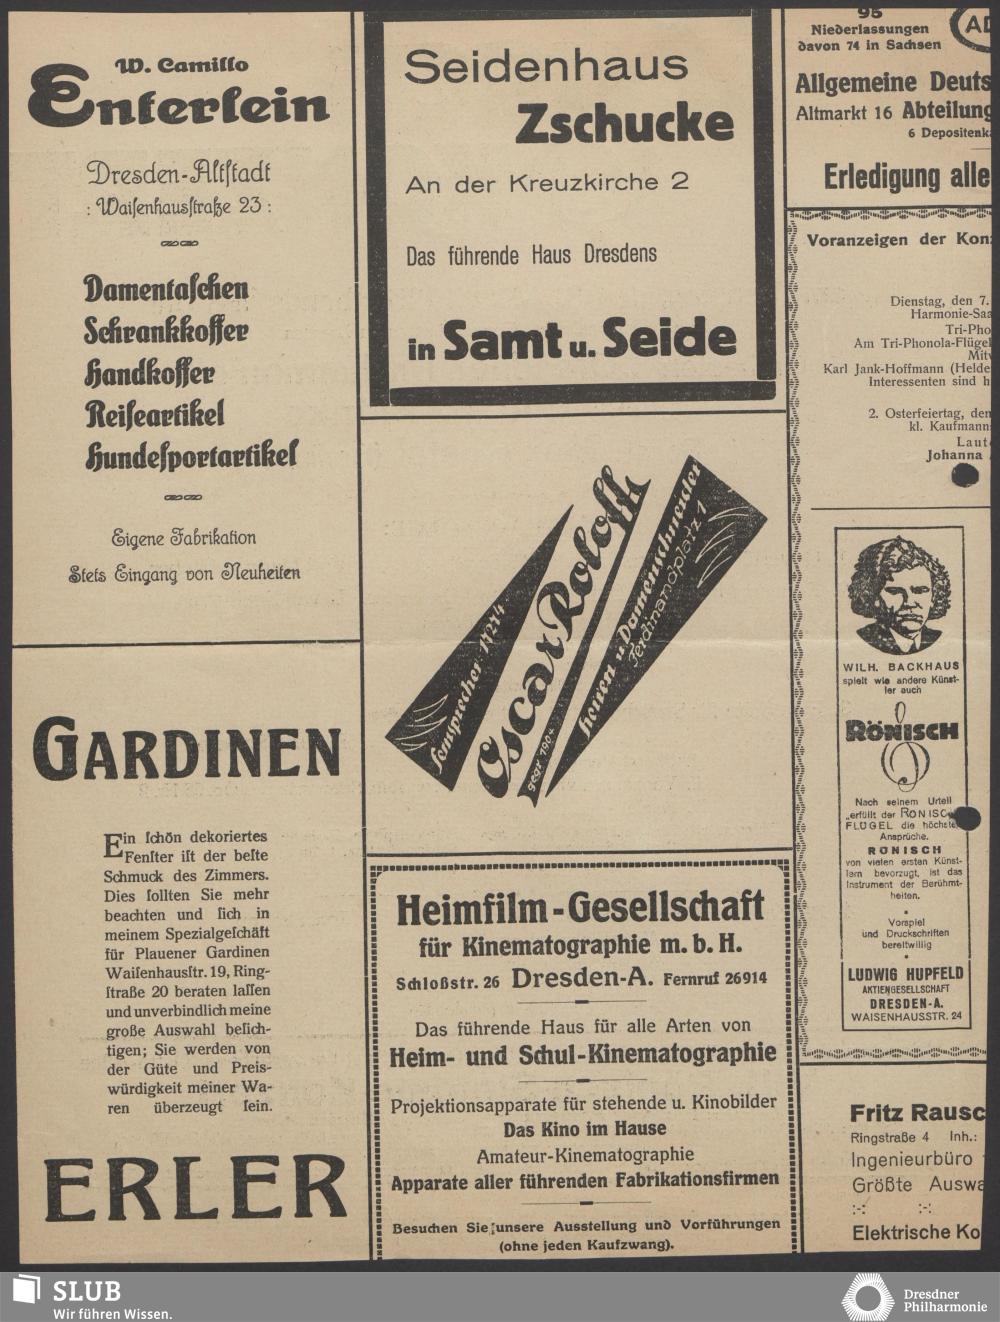 W. Camillo
Enterlein
Dresden-Altſtadt
: Waiſenhausſtraße 23 :
Damentaſchen
Schrankkoffer
Handkoffer
Reiſeartikel
Hundeſportartikel
Eigene Fabrikation
Stets Eingang von Neuheiten
GARDINEN
Ein ſchön dekoriertes
Fenſter iſt der beſte
Schmuck des Zimmers.
Dies ſollten Sie mehr
beachten und ſich in
meinem Spezialgeſchäft
für Plauener Gardinen
Waiſenhausſtr. 19, Ring-
ſtraße 20 beraten laſſen
und unverbindlich meine
große Auswahl beſich-
tigen; Sie werden von
der Güte und Preis-
würdigkeit meiner Wa-
ren überzeugt ſein.
ERLER
Seidenhaus
Zschucke
An der Kreuzkirche 2
Das führende Haus Dresdens
in Samt u. Seide
Fernsprecher 11214
Oscar Roloff
gegr. 1904
Herren u. Damenschneider
Ferdinandplatz 1
Heimfilm-Gesellschaft
für Kinematographie m. b. H.
Schloßstr. 26 Dresden-A. Fernruf 26914
Das führende Haus für alle Arten von
Heim- und Schul-Kinematographie
Projektionsapparate für stehende u. Kinobilder
Das Kino im Hause
Amateur-Kinematographie
Apparate aller führenden Fabrikationsfirmen
Besuchen Sie unsere Ausstellung und Vorführungen
(ohne jeden Kaufzwang).
95
Niederlassungen
davon 74 in Sachsen
AD
Allgemeine Deuts
Altmarkt 16 Abteilung
6 Depositenk
Erledigung alle
Voranzeigen der Kon
Dienstag, den 7.
Harmonie-Saa
Tri-Pho
Am Tri-Phonola-Flügel
Mitw
Karl Jank-Hoffmann (Helde
Interessenten sind h
2. Osterfeiertag, den
kl. Kaufmann
Laut
Johanna
WILH. BACKHAUS
spielt wie andere Künst-
ler auch
RÖNISCH
Nach seinem Urteil
„erfüllt der RÖNISC
FLÜGEL die höchste
Ansprüche.
RÖNISCH
von vielen ersten Künst-
lern bevorzugt, ist das
Instrument der Berühmt-
heiten.
Vorspiel
und Druckschriften
bereitwillig
LUDWIG HUPFELD
AKTIENGESELLSCHAFT
DRESDEN-A.
WAISENHAUSSTR. 24
Fritz Rausc
Ringstraße 4 Inh.:
Ingenieurbüro
Größte Auswa
:-: :-:
Elektrische Ko
SLUB
Wir führen Wissen.
Dresdner
Philharmonie